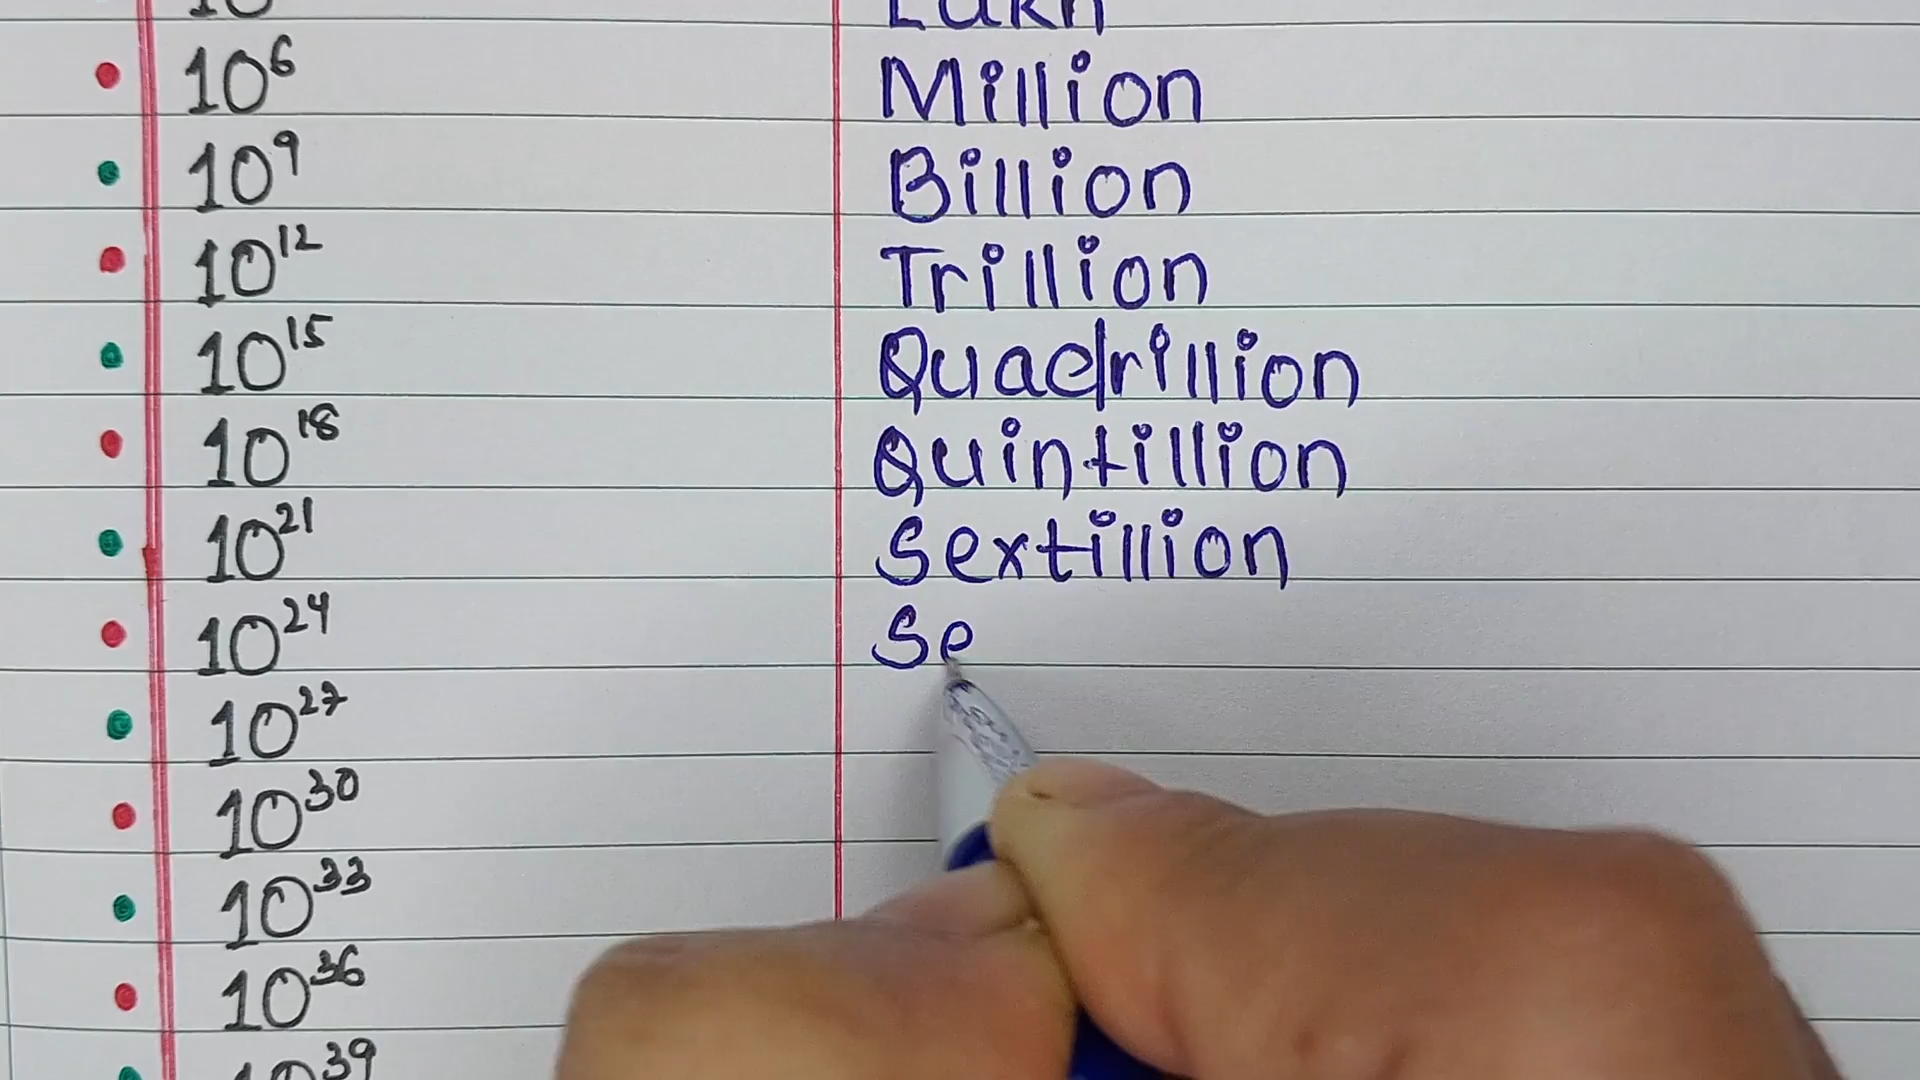 10 Lakh
10⁶ Million
10⁹ Billion
10¹² Trillion
10¹⁵ Quadrillion
10¹⁸ Quintillion
10²¹ Sextillion
10²⁴ Se
10²⁷
10³⁰
10³³
10³⁶
10³⁹